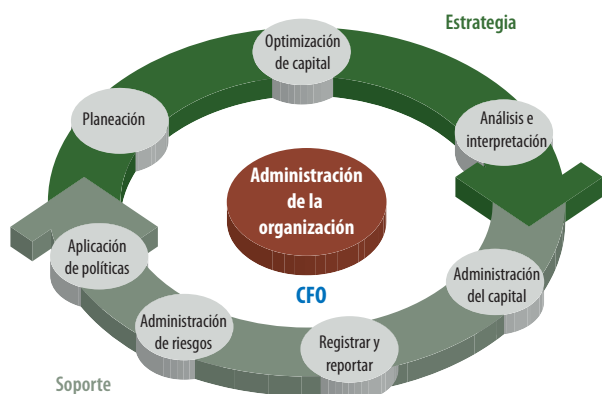 Estrategia
Optimización
de capital
Planeación
Análisis e
interpretación
Administración
de la
organización
CFO
Aplicación
de políticas
Administración
del capital
Administración
de riesgos
Registrar y
reportar
Soporte